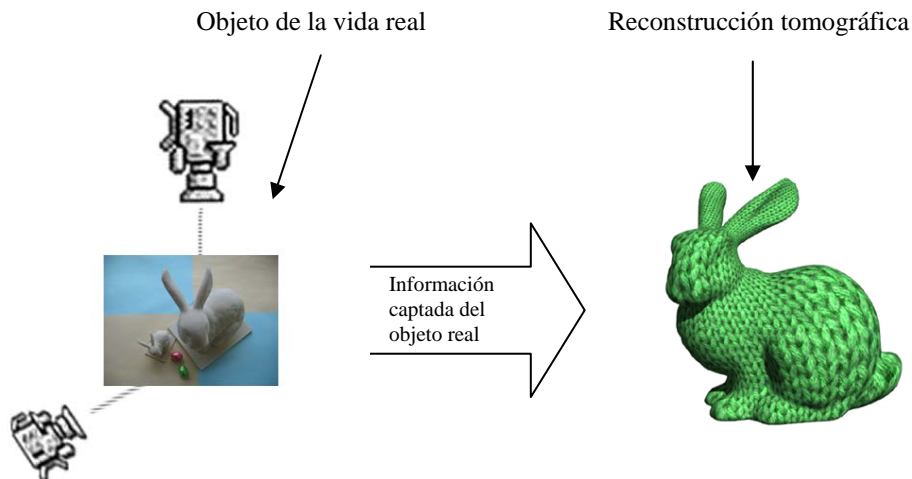 Objeto de la vida real
Reconstrucción tomográfica
Información
captada del
objeto real